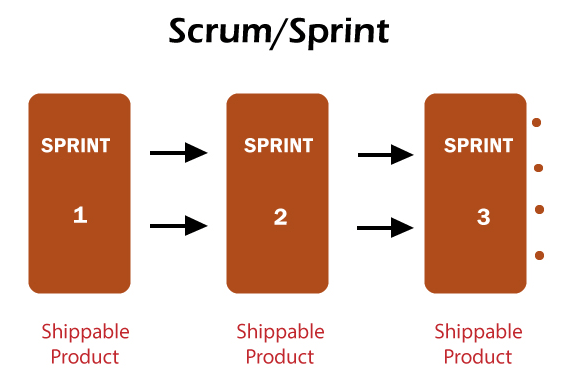 Scrum/Sprint
SPRINT
1
SPRINT
2
SPRINT
3
Shippable
Product
Shippable
Product
Shippable
Product